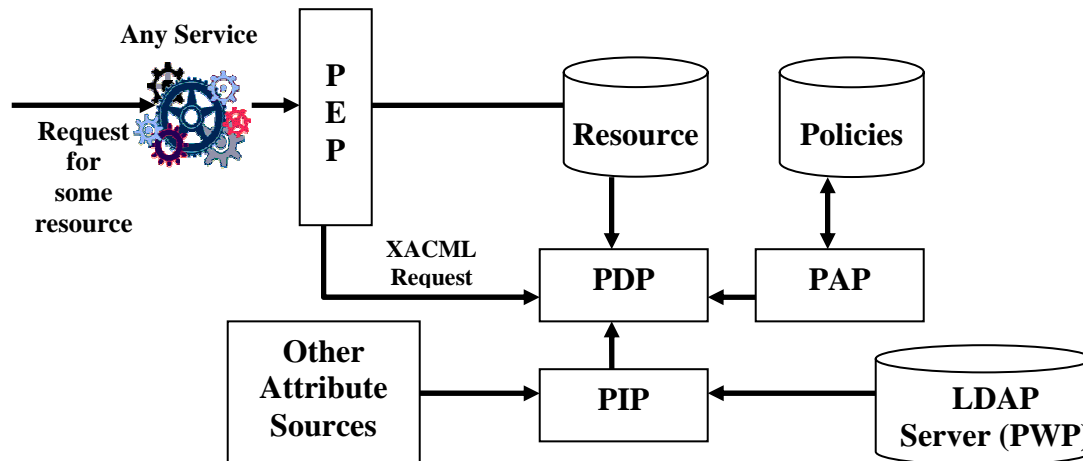 Any Service
Request
for
some
resource
P
E
P
Resource
Policies
XACML
Request
PDP
PAP
Other
Attribute
Sources
PIP
LDAP
Server (PWP)